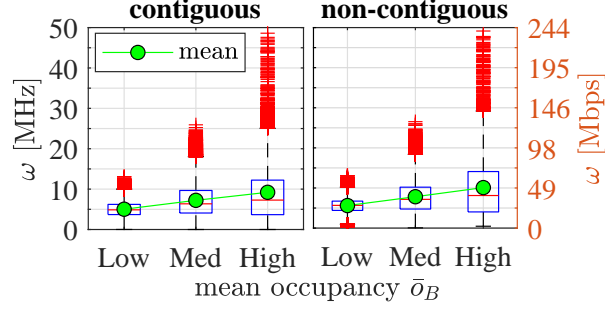 contiguous non-contiguous
50
40
30
20
10
0
ω [MHz]
mean
244
195
146
98
49
0
ω [Mbps]
Low Med High Low Med High
mean occupancy ō_B